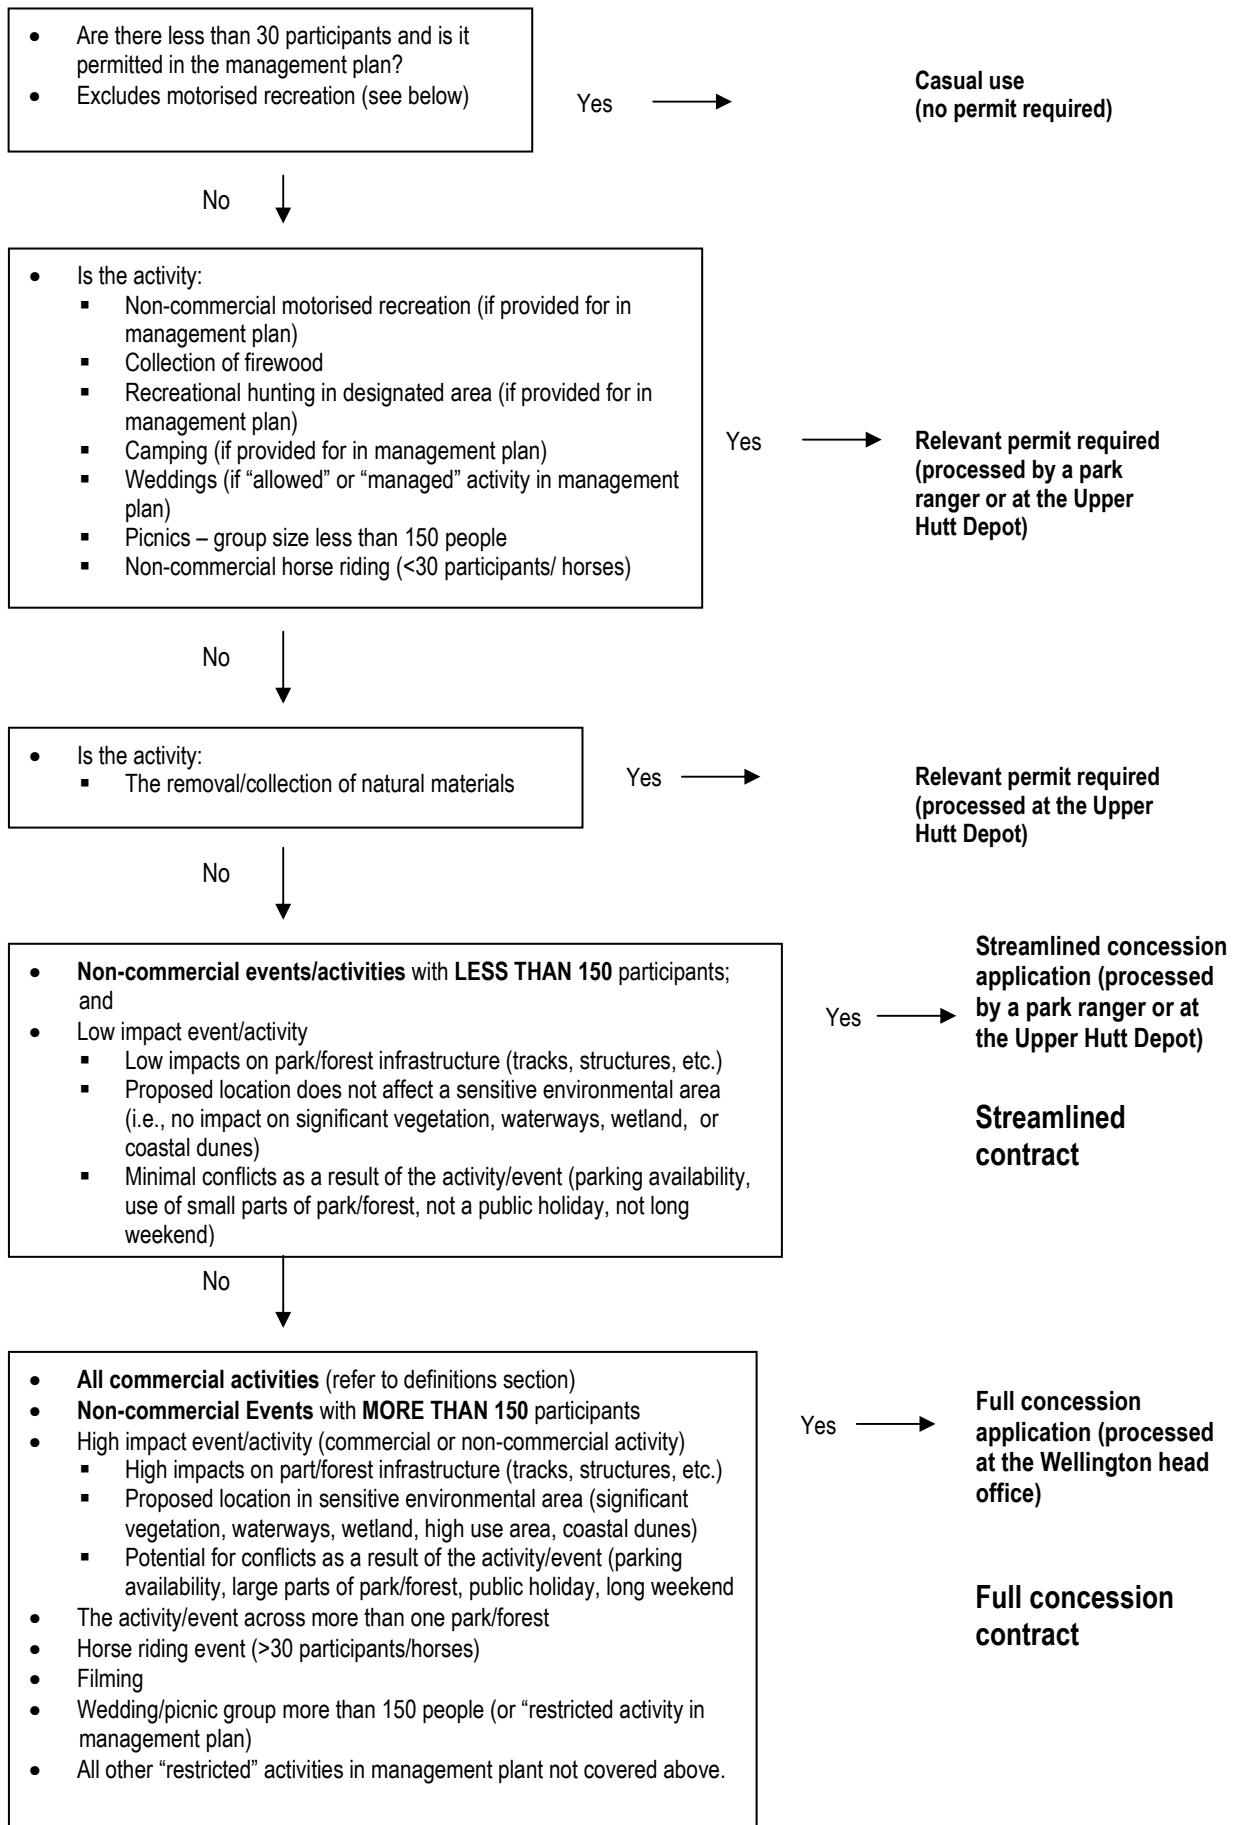 • Are there less than 30 participants and is it
permitted in the management plan?
• Excludes motorised recreation (see below)
Yes
Casual use
(no permit required)
No
• Is the activity:
▪ Non-commercial motorised recreation (if provided for in
management plan)
▪ Collection of firewood
▪ Recreational hunting in designated area (if provided for in
management plan)
▪ Camping (if provided for in management plan)
▪ Weddings (if “allowed” or “managed” activity in management
plan)
▪ Picnics – group size less than 150 people
▪ Non-commercial horse riding (<30 participants/ horses)
Yes
Relevant permit required
(processed by a park
ranger or at the Upper
Hutt Depot)
No
• Is the activity:
▪ The removal/collection of natural materials
Yes
Relevant permit required
(processed at the Upper
Hutt Depot)
No
• Non-commercial events/activities with LESS THAN 150 participants;
and
• Low impact event/activity
▪ Low impacts on park/forest infrastructure (tracks, structures, etc.)
▪ Proposed location does not affect a sensitive environmental area
(i.e., no impact on significant vegetation, waterways, wetland, or
coastal dunes)
▪ Minimal conflicts as a result of the activity/event (parking availability,
use of small parts of park/forest, not a public holiday, not long
weekend)
Yes
Streamlined concession
application (processed
by a park ranger or at
the Upper Hutt Depot)
Streamlined
contract
No
• All commercial activities (refer to definitions section)
• Non-commercial Events with MORE THAN 150 participants
• High impact event/activity (commercial or non-commercial activity)
▪ High impacts on part/forest infrastructure (tracks, structures, etc.)
▪ Proposed location in sensitive environmental area (significant
vegetation, waterways, wetland, high use area, coastal dunes)
▪ Potential for conflicts as a result of the activity/event (parking
availability, large parts of park/forest, public holiday, long weekend
• The activity/event across more than one park/forest
• Horse riding event (>30 participants/horses)
• Filming
• Wedding/picnic group more than 150 people (or “restricted activity in
management plan)
• All other “restricted” activities in management plant not covered above.
Yes
Full concession
application (processed
at the Wellington head
office)
Full concession
contract